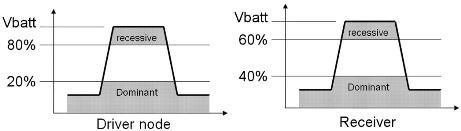 Vbatt
80%
20%
recessive
Dominant
Driver node
Vbatt
60%
40%
recessive
Dominant
Receiver